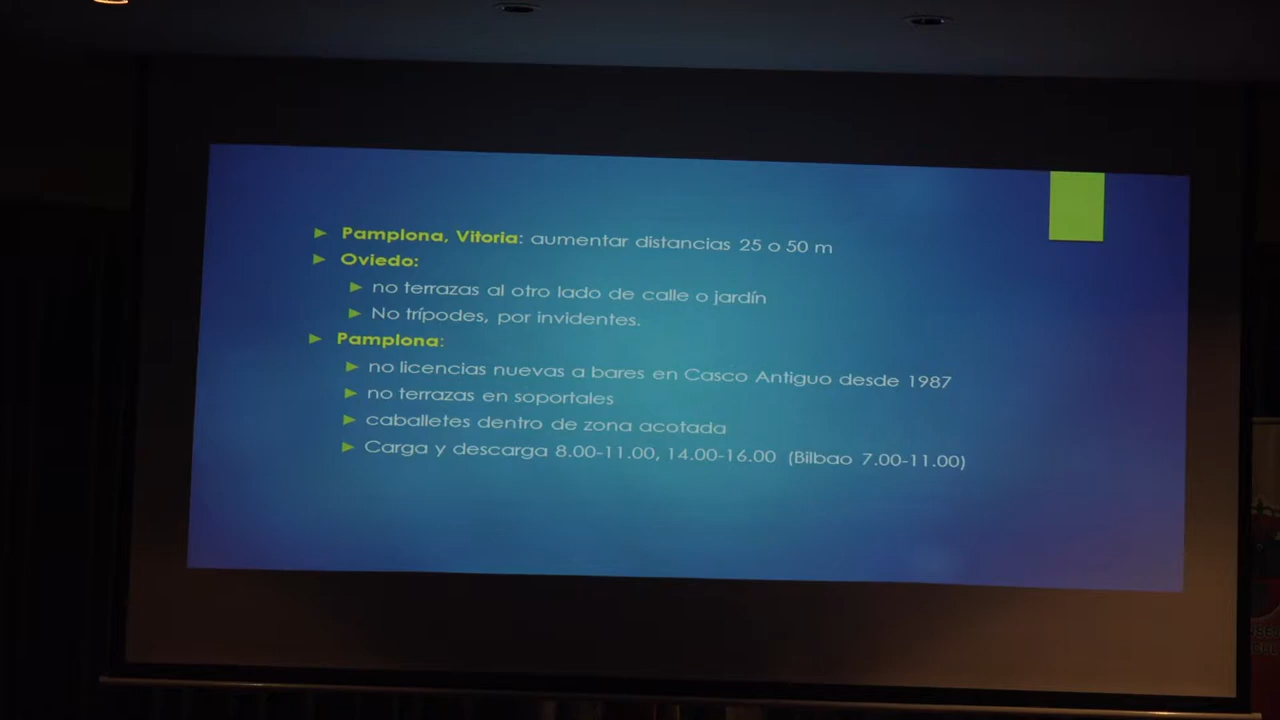 Pamplona, Vitoria: aumentar distancias 25 o 50 m
Oviedo:
no terrazas al otro lado de calle o jardín
No trípodes, por invidentes.
Pamplona:
no licencias nuevas a bares en Casco Antiguo desde 1987
no terrazas en soportales
caballetes dentro de zona acotada
Carga y descarga 8.00-11.00, 14.00-16.00 (Bilbao 7.00-11.00)